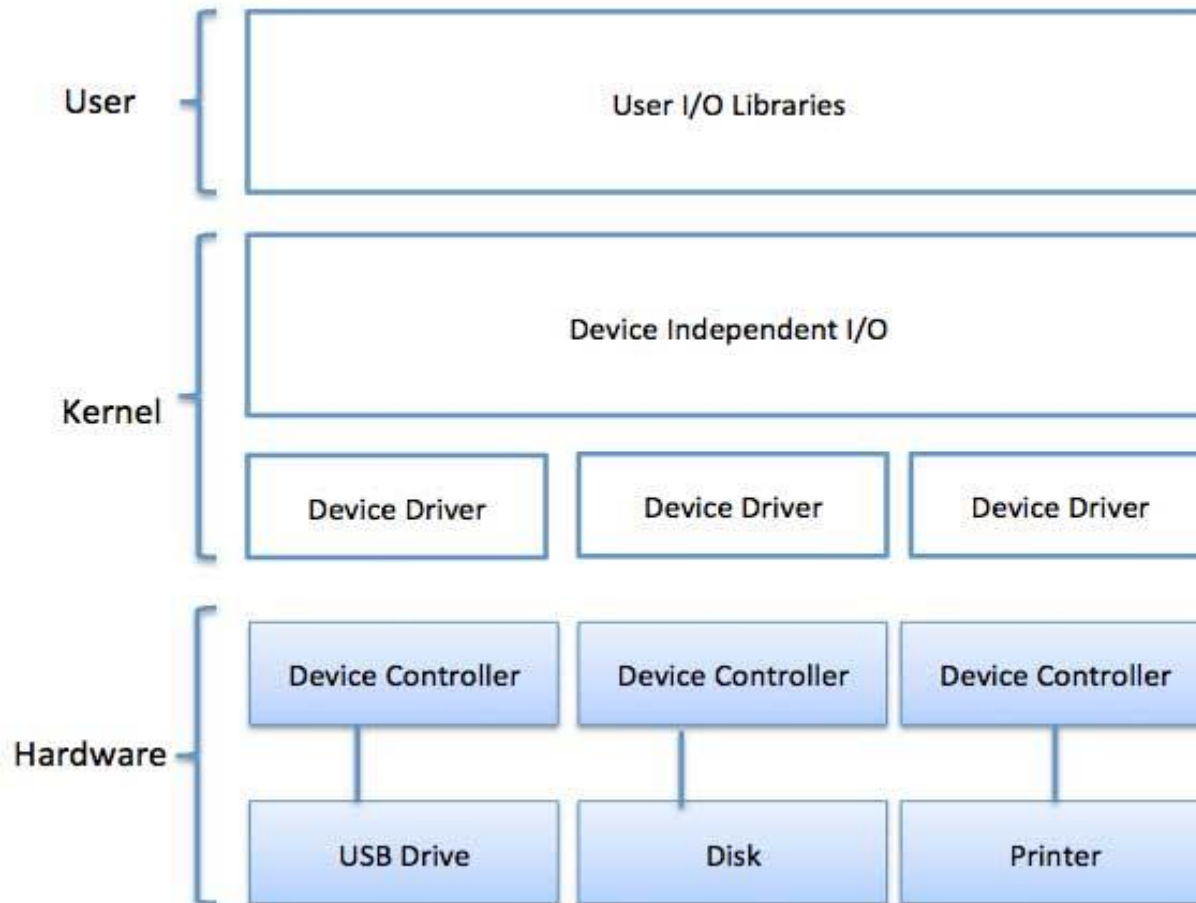 User
User I/O Libraries
Kernel
Device Independent I/O
Device Driver
Device Driver
Device Driver
Hardware
Device Controller
Device Controller
Device Controller
USB Drive
Disk
Printer